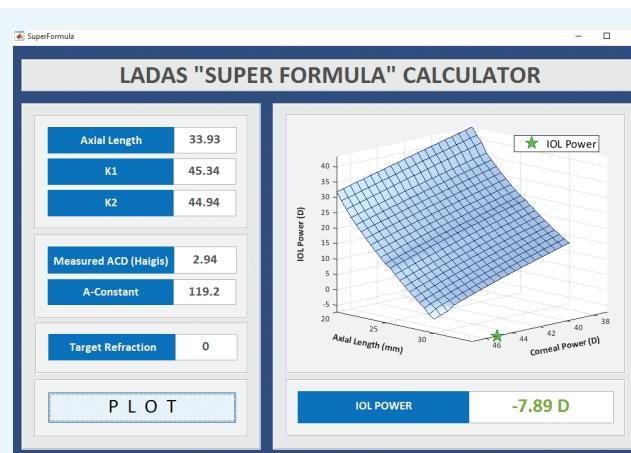 SuperFormula
LADAS "SUPER FORMULA" CALCULATOR
Axial Length 33.93
K1 45.34
K2 44.94
Measured ACD (Haigis) 2.94
A-Constant 119.2
Target Refraction 0
PLOT
IOL Power
IOL Power (D)
40
35
30
25
20
15
10
5
0
-5
20
25
30
Axial Length (mm)
46
44
42
40
38
Corneal Power (D)
IOL POWER -7.89 D